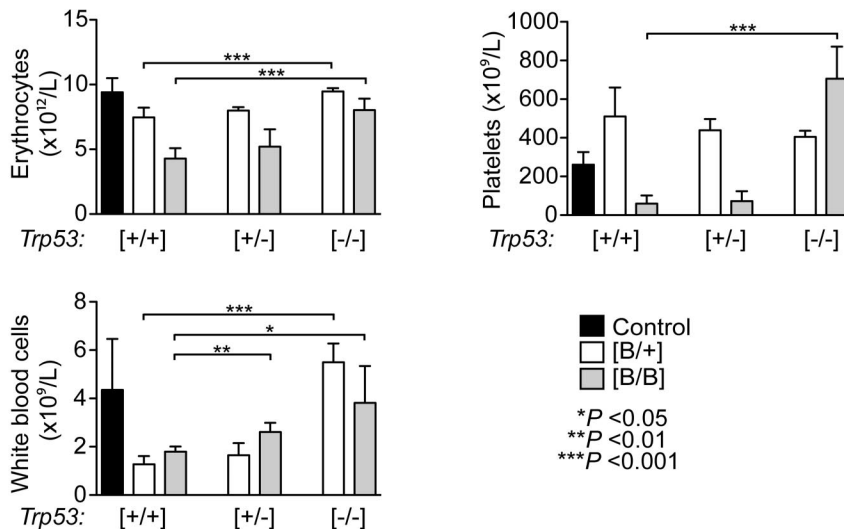 Erythrocytes
(x10¹²/L)
15
10
5
0
***
***
Trp53: [+/+] [+/-] [-/-]
Platelets (x10⁹/L)
1000
800
600
400
200
0
***
Trp53: [+/+] [+/-] [-/-]
White blood cells
(x10⁹/L)
8
6
4
2
0
***
*
**
Trp53: [+/+] [+/-] [-/-]
Control
[B/+]
[B/B]
*P <0.05
**P <0.01
***P <0.001